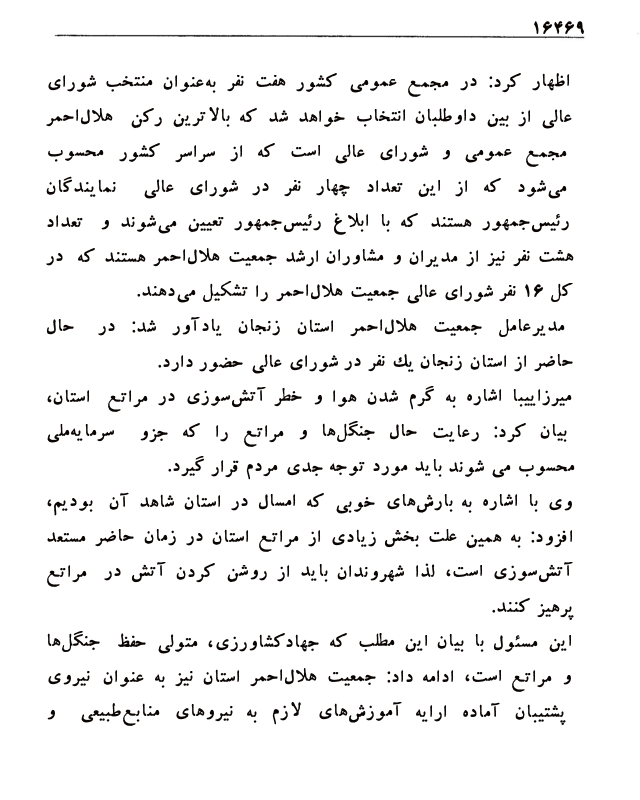 ۱۶۴۶۹
اظهار کرد: در مجمع عمومی کشور هفت نفر به‌عنوان منتخب شورای
عالی از بین داوطلبان انتخاب خواهد شد که بالاترین رکن هلال‌احمر
مجمع عمومی و شورای عالی است که از سراسر کشور محسوب
می‌شود که از این تعداد چهار نفر در شورای عالی نمایندگان
رئیس‌جمهور هستند که با ابلاغ رئیس‌جمهور تعیین می‌شوند و تعداد
هشت نفر نیز از مدیران و مشاوران ارشد جمعیت هلال‌احمر هستند که در
کل ۱۶ نفر شورای عالی جمعیت هلال‌احمر را تشکیل می‌دهند.
مدیرعامل جمعیت هلال‌احمر استان زنجان یادآور شد: در حال
حاضر از استان زنجان یك نفر در شورای عالی حضور دارد.
میرزاییبا اشاره به گرم شدن هوا و خطر آتش‌سوزی در مراتع استان،
بیان کرد: رعایت حال جنگل‌ها و مراتع را که جزو سرمایه‌ملی
محسوب می شوند باید مورد توجه جدی مردم قرار گیرد.
وی با اشاره به بارش‌های خوبی که امسال در استان شاهد آن بودیم،
افزود: به همین علت بخش زیادی از مراتع استان در زمان حاضر مستعد
آتش‌سوزی است، لذا شهروندان باید از روشن کردن آتش در مراتع
پرهیز کنند.
این مسئول با بیان این مطلب که جهادکشاورزی، متولی حفظ جنگل‌ها
و مراتع است، ادامه داد: جمعیت هلال‌احمر استان نیز به عنوان نیروی
پشتیبان آماده ارایه آموزش‌های لازم به نیروهای منابع‌طبیعی و